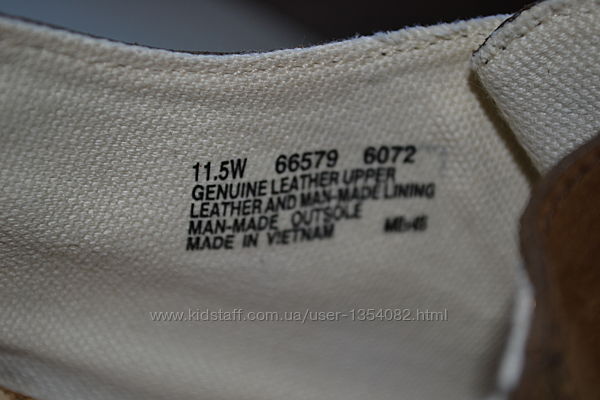 11.5W 66579 6072
GENUINE LEATHER UPPER
LEATHER AND MAN-MADE LINING
MAN-MADE OUTSOLE
MADE IN VIETNAM
www.kidstaff.com.ua/user-1354082.html